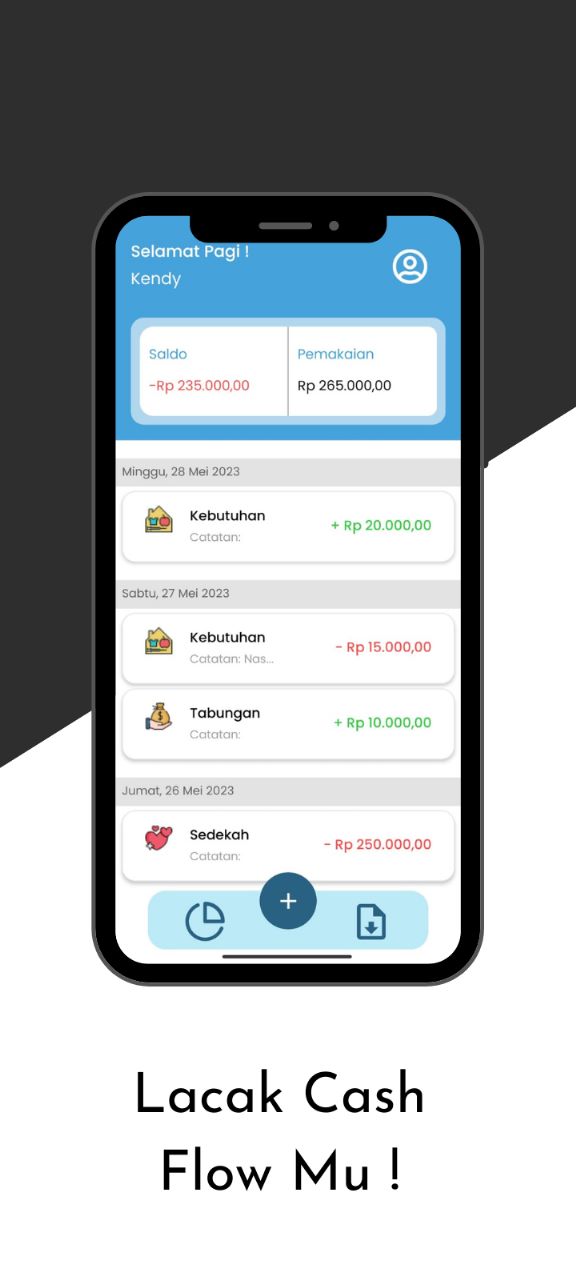 Selamat Pagi !
Kendy
Saldo
Pemakaian
-Rp 235.000,00
Rp 265.000,00
Minggu, 28 Mei 2023
Kebutuhan
+ Rp 20.000,00
Catatan:
Sabtu, 27 Mei 2023
Kebutuhan
- Rp 15.000,00
Catatan: Nas...
Tabungan
+ Rp 10.000,00
Catatan:
Jumat, 26 Mei 2023
Sedekah
- Rp 250.000,00
Catatan:
Lacak Cash
Flow Mu !